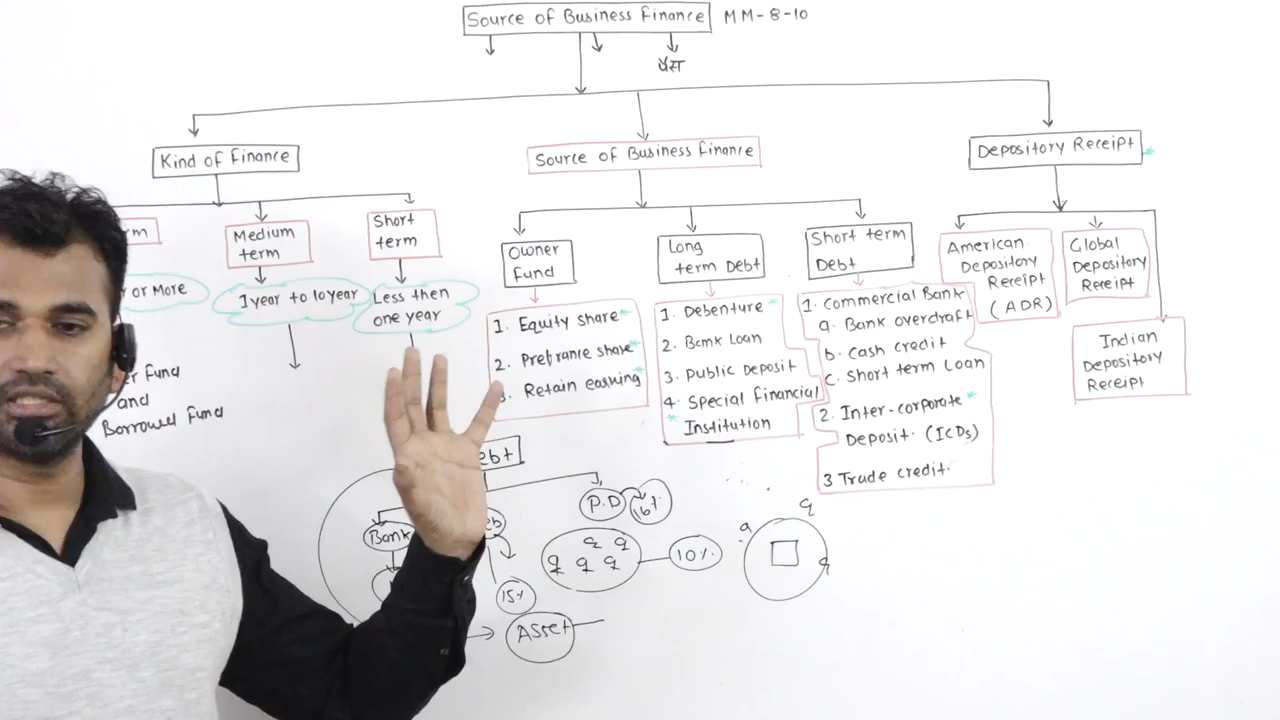 Source of Business Finance MM-8-10
पैसा
Kind of Finance
Source of Business Finance
Depository Receipt *
Medium
term
Short
term
Owner
Fund
Long
term Debt
Short term
Debt
American
Depository
Receipt
(ADR)
Global
Depository
Receipt
or More
1year to 10year
Less then
one year
1. Equity share *
2. Prefrance share *
Retain earning *
1. Debenture *
2. Bank Loan
3. Public Deposit
4. Special Financial
* Institution
1. Commercial Bank
a. Bank overdraft
b. Cash credit
c. Short term Loan
2. Inter-corporate *
Deposit. (ICDs)
3 Trade credit.
Indian
Depository
Receipt
Fund
and
Borrowed Fund
Bank
P.D
16%
10%
15%
Asset